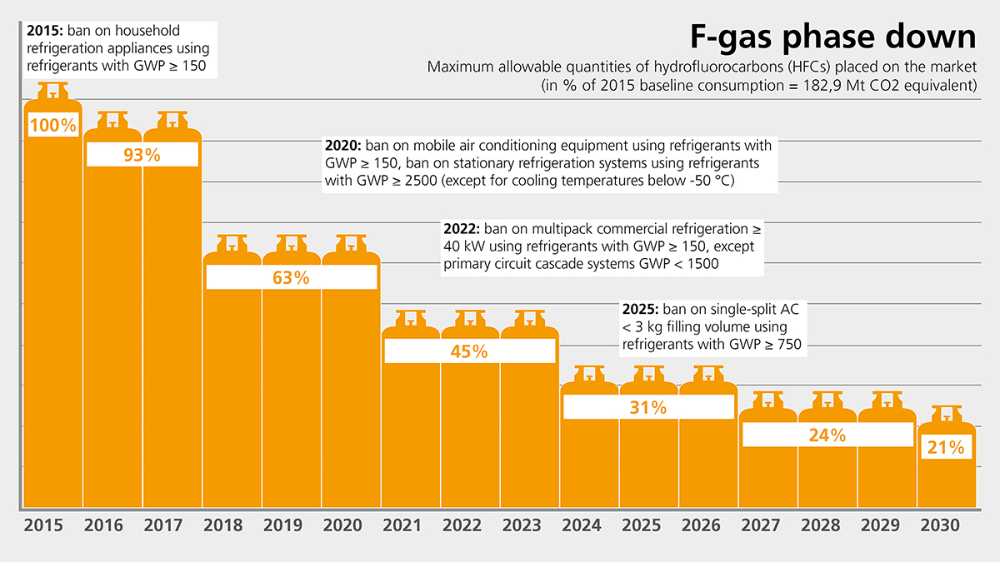 F-gas phase down
Maximum allowable quantities of hydrofluorocarbons (HFCs) placed on the market
(in % of 2015 baseline consumption = 182,9 Mt CO2 equivalent)
2015: ban on household
refrigeration appliances using
refrigerants with GWP ≥ 150
2020: ban on mobile air conditioning equipment using refrigerants with
GWP ≥ 150, ban on stationary refrigeration systems using refrigerants
with GWP ≥ 2500 (except for cooling temperatures below -50 °C)
2022: ban on multipack commercial refrigeration ≥
40 kW using refrigerants with GWP ≥ 150, except
primary circuit cascade systems GWP < 1500
2025: ban on single-split AC
< 3 kg filling volume using
refrigerants with GWP ≥ 750
100%
93%
63%
45%
31%
24%
21%
2015 2016 2017 2018 2019 2020 2021 2022 2023 2024 2025 2026 2027 2028 2029 2030